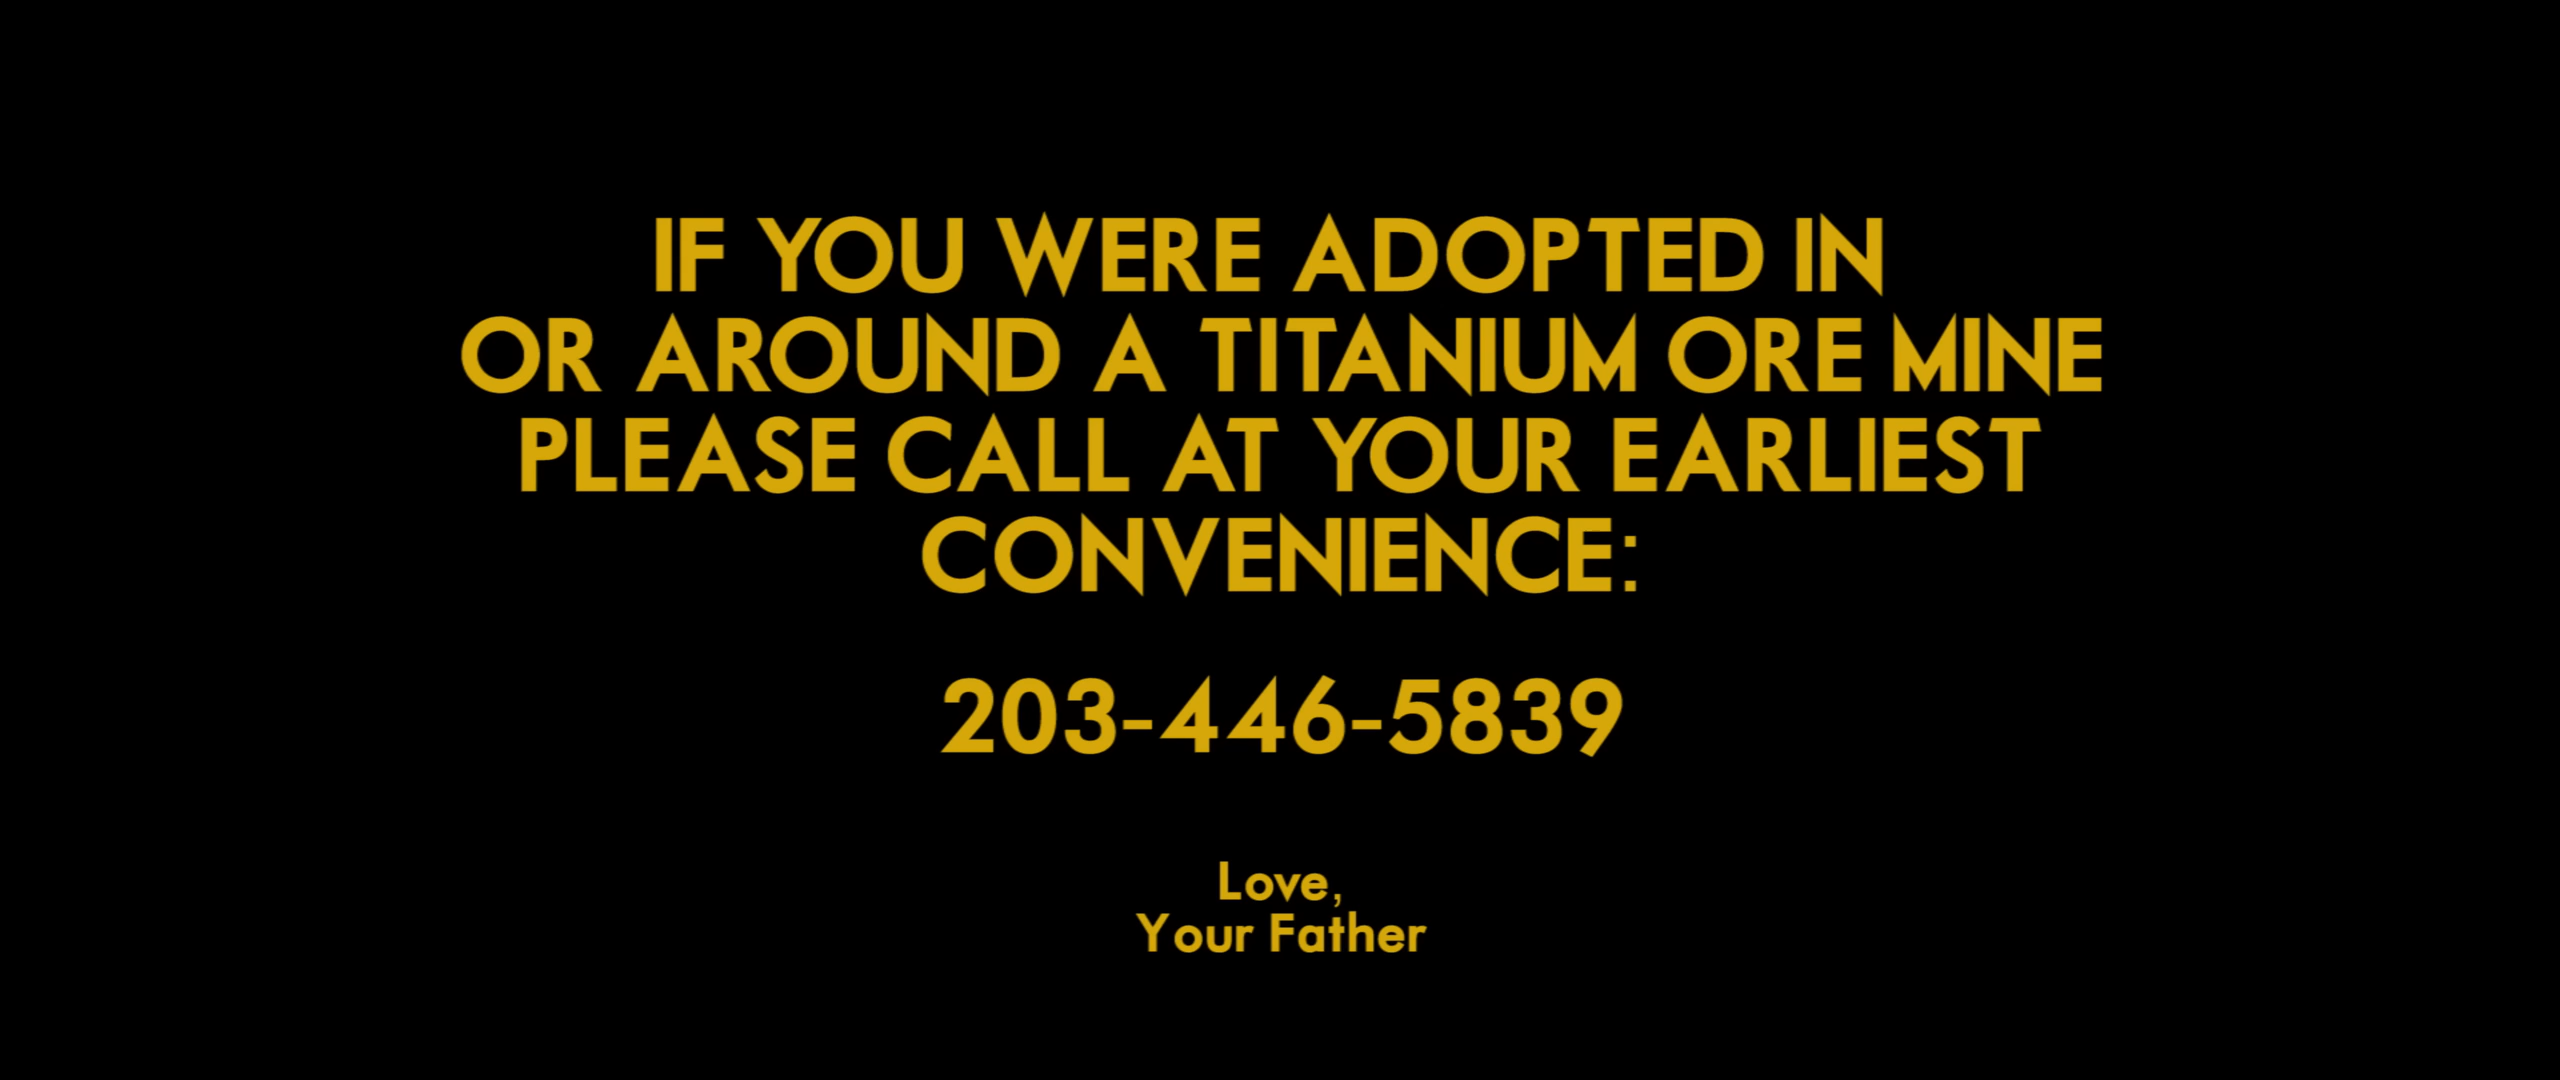 IF YOU WERE ADOPTED IN
OR AROUND A TITANIUM ORE MINE
PLEASE CALL AT YOUR EARLIEST
CONVENIENCE:
203-446-5839
Love,
Your Father